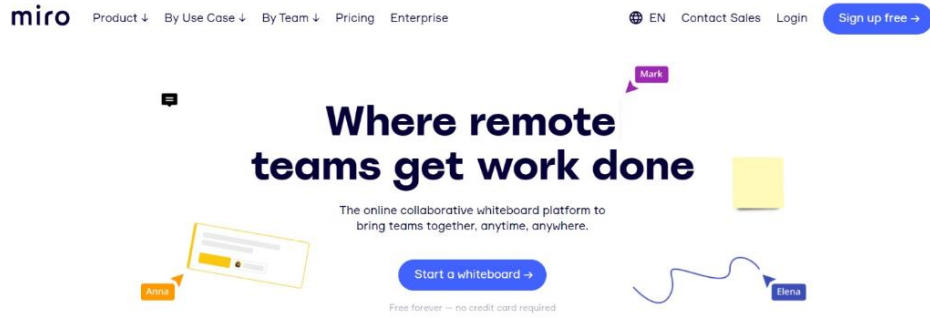 miro Product ↓ By Use Case ↓ By Team ↓ Pricing Enterprise EN Contact Sales Login Sign up free →
Mark
Where remote
teams get work done
The online collaborative whiteboard platform to
bring teams together, anytime, anywhere.
Start a whiteboard →
Anna
Elena
Free forever — no credit card required